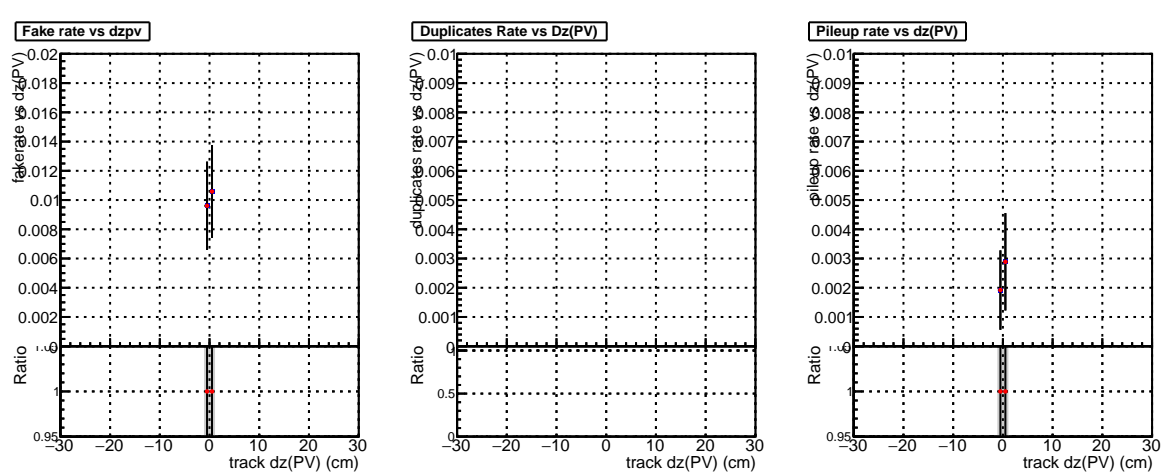 Fake rate vs dzpv
fakerate vs dz(PV)
0.02
0.018
0.016
0.014
0.012
0.01
0.008
0.006
0.004
0.002
0
Ratio
1
0.95
−30 −20 −10 0 10 20 30
track dz(PV) (cm)
Duplicates Rate vs Dz(PV)
duplicates rate vs dz(PV)
0.01
0.009
0.008
0.007
0.006
0.005
0.004
0.003
0.002
0.001
0
Ratio
1
0.5
0
−30 −20 −10 0 10 20 30
track dz(PV) (cm)
Pileup rate vs dz(PV)
pileup rate vs dz(PV)
0.01
0.009
0.008
0.007
0.006
0.005
0.004
0.003
0.002
0.001
0
Ratio
1
0.95
−30 −20 −10 0 10 20 30
track dz(PV) (cm)